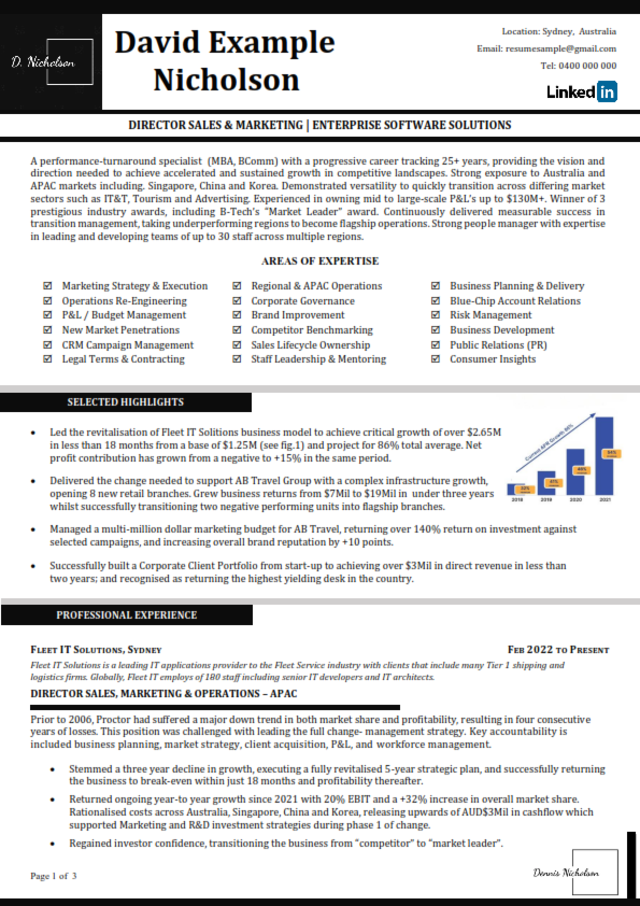 D. Nicholson
David Example
Nicholson
Location: Sydney, Australia
Email: resumesample@gmail.com
Tel: 0400 000 000
Linked in
DIRECTOR SALES & MARKETING | ENTERPRISE SOFTWARE SOLUTIONS
A performance-turnaround specialist (MBA, BComm) with a progressive career tracking 25+ years, providing the vision and
direction needed to achieve accelerated and sustained growth in competitive landscapes. Strong exposure to Australia and
APAC markets including. Singapore, China and Korea. Demonstrated versatility to quickly transition across differing market
sectors such as IT&T, Tourism and Advertising. Experienced in owning mid to large-scale P&L's up to $130M+. Winner of 3
prestigious industry awards, including B-Tech's "Market Leader" award. Continuously delivered measurable success in
transition management, taking underperforming regions to become flagship operations. Strong people manager with expertise
in leading and developing teams of up to 30 staff across multiple regions.
AREAS OF EXPERTISE
☑ Marketing Strategy & Execution ☑ Regional & APAC Operations ☑ Business Planning & Delivery
☑ Operations Re-Engineering ☑ Corporate Governance ☑ Blue-Chip Account Relations
☑ P&L / Budget Management ☑ Brand Improvement ☑ Risk Management
☑ New Market Penetrations ☑ Competitor Benchmarking ☑ Business Development
☑ CRM Campaign Management ☑ Sales Lifecycle Ownership ☑ Public Relations (PR)
☑ Legal Terms & Contracting ☑ Staff Leadership & Mentoring ☑ Consumer Insights
SELECTED HIGHLIGHTS
• Led the revitalisation of Fleet IT Solitions business model to achieve critical growth of over $2.65M
in less than 18 months from a base of $1.25M (see fig.1) and project for 86% total average. Net
profit contribution has grown from a negative to +15% in the same period.
• Delivered the change needed to support AB Travel Group with a complex infrastructure growth,
opening 8 new retail branches. Grew business returns from $7Mil to $19Mil in under three years
whilst successfully transitioning two negative performing units into flagship branches.
2018 2019 2020 2021
• Managed a multi-million dollar marketing budget for AB Travel, returning over 140% return on investment against
selected campaigns, and increasing overall brand reputation by +10 points.
• Successfully built a Corporate Client Portfolio from start-up to achieving over $3Mil in direct revenue in less than
two years; and recognised as returning the highest yielding desk in the country.
PROFESSIONAL EXPERIENCE
FLEET IT SOLUTIONS, SYDNEY FEB 2022 TO PRESENT
Fleet IT Solutions is a leading IT applications provider to the Fleet Service industry with clients that include many Tier 1 shipping and
logistics firms. Globally, Fleet IT employs of 180 staff including senior IT developers and IT architects.
DIRECTOR SALES, MARKETING & OPERATIONS – APAC
Prior to 2006, Proctor had suffered a major down trend in both market share and profitability, resulting in four consecutive
years of losses. This position was challenged with leading the full change- management strategy. Key accountability is
included business planning, market strategy, client acquisition, P&L, and workforce management.
• Stemmed a three year decline in growth, executing a fully revitalised 5-year strategic plan, and successfully returning
the business to break-even within just 18 months and profitability thereafter.
• Returned ongoing year-to year growth since 2021 with 20% EBIT and a +32% increase in overall market share.
Rationalised costs across Australia, Singapore, China and Korea, releasing upwards of AUD$3Mil in cashflow which
supported Marketing and R&D investment strategies during phase 1 of change.
• Regained investor confidence, transitioning the business from "competitor" to "market leader".
Page 1 of 3
Dennis Nicholson